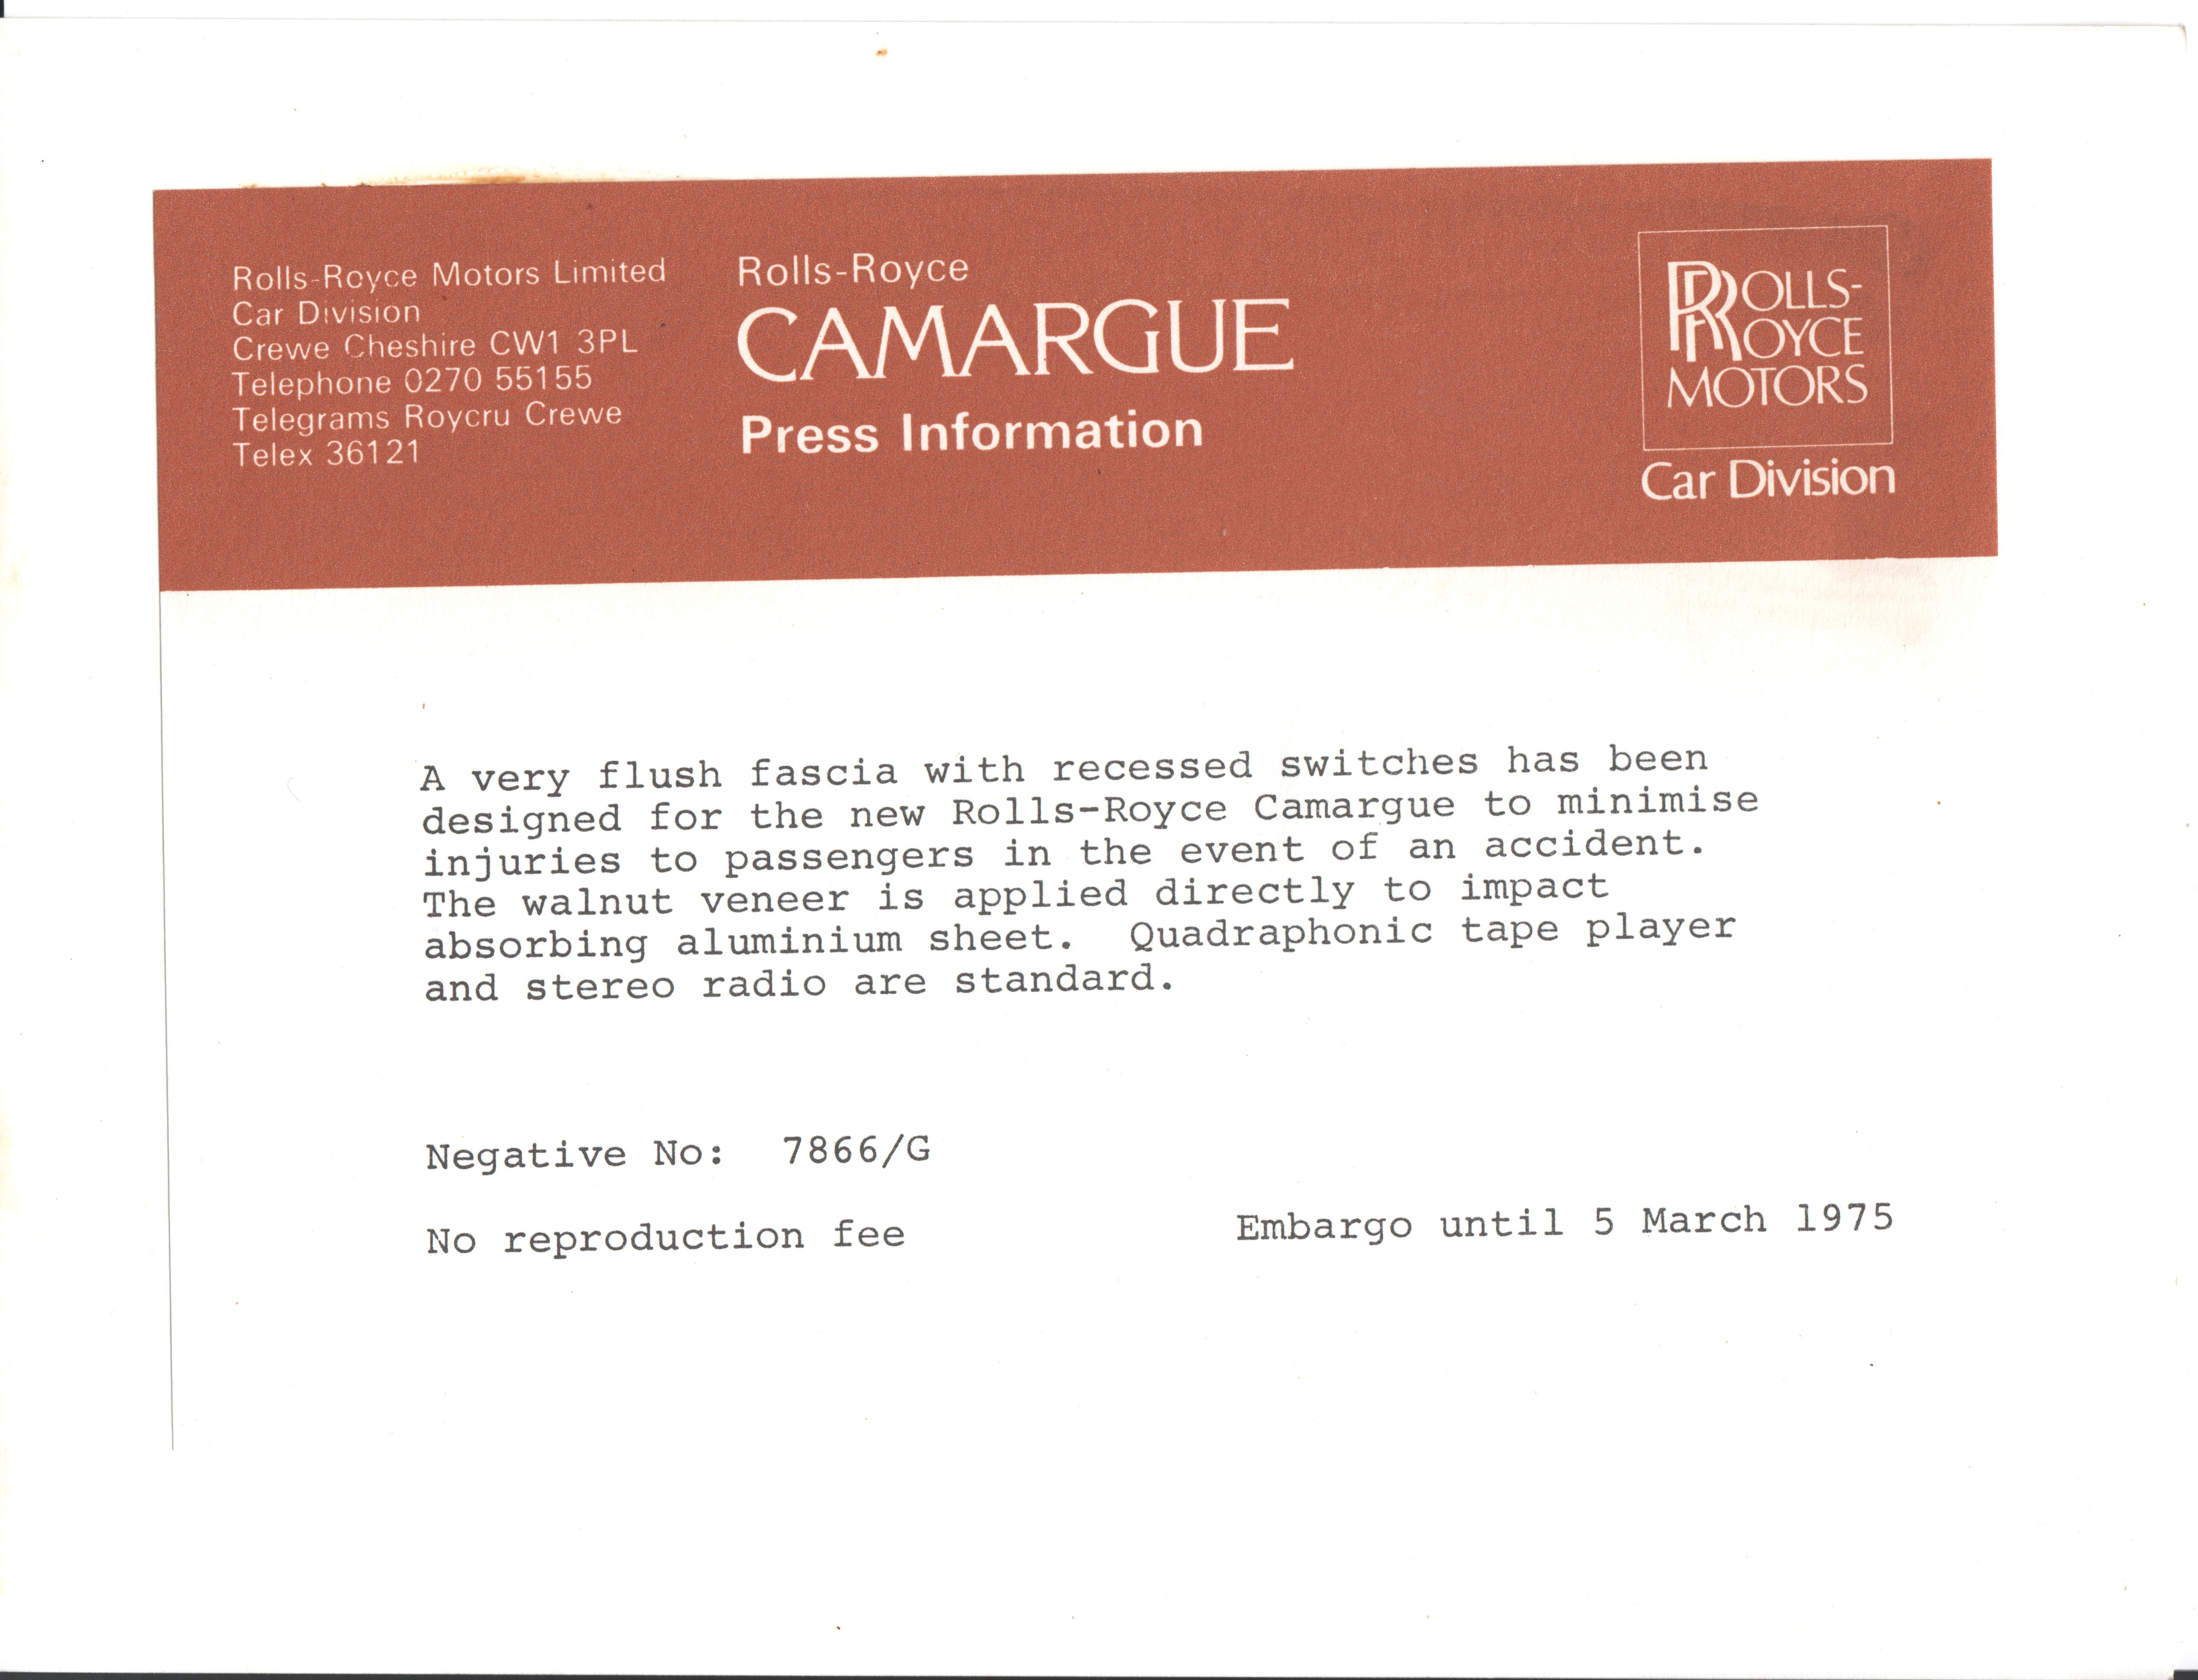 Rolls-Royce Motors Limited
Car Division
Crewe Cheshire CW1 3PL
Telephone 0270 55155
Telegrams Roycru Crewe
Telex 36121
Rolls-Royce
CAMARGUE
Press Information
ROLLS-
ROYCE
MOTORS
Car Division
A very flush fascia with recessed switches has been
designed for the new Rolls-Royce Camargue to minimise
injuries to passengers in the event of an accident.
The walnut veneer is applied directly to impact
absorbing aluminium sheet.  Quadraphonic tape player
and stereo radio are standard.
Negative No:  7866/G
No reproduction fee
Embargo until 5 March 1975